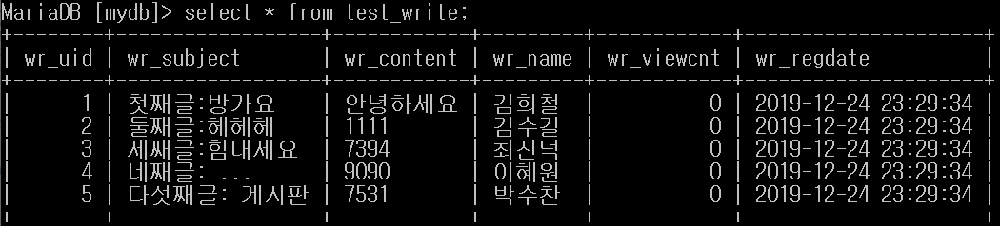 MariaDB [mydb]> select * from test_write;
+--------+-------------------+------------+---------+------------+---------------------+
| wr_uid | wr_subject | wr_content | wr_name | wr_viewcnt | wr_regdate |
+--------+-------------------+------------+---------+------------+---------------------+
| 1 | 첫째글:방가요 | 안녕하세요 | 김희철 | 0 | 2019-12-24 23:29:34 |
| 2 | 둘째글:헤헤헤 | 1111 | 김수길 | 0 | 2019-12-24 23:29:34 |
| 3 | 세째글:힘내세요 | 7394 | 최진덕 | 0 | 2019-12-24 23:29:34 |
| 4 | 네째글: ... | 9090 | 이혜원 | 0 | 2019-12-24 23:29:34 |
| 5 | 다섯째글: 게시판 | 7531 | 박수찬 | 0 | 2019-12-24 23:29:34 |
+--------+-------------------+------------+---------+------------+---------------------+